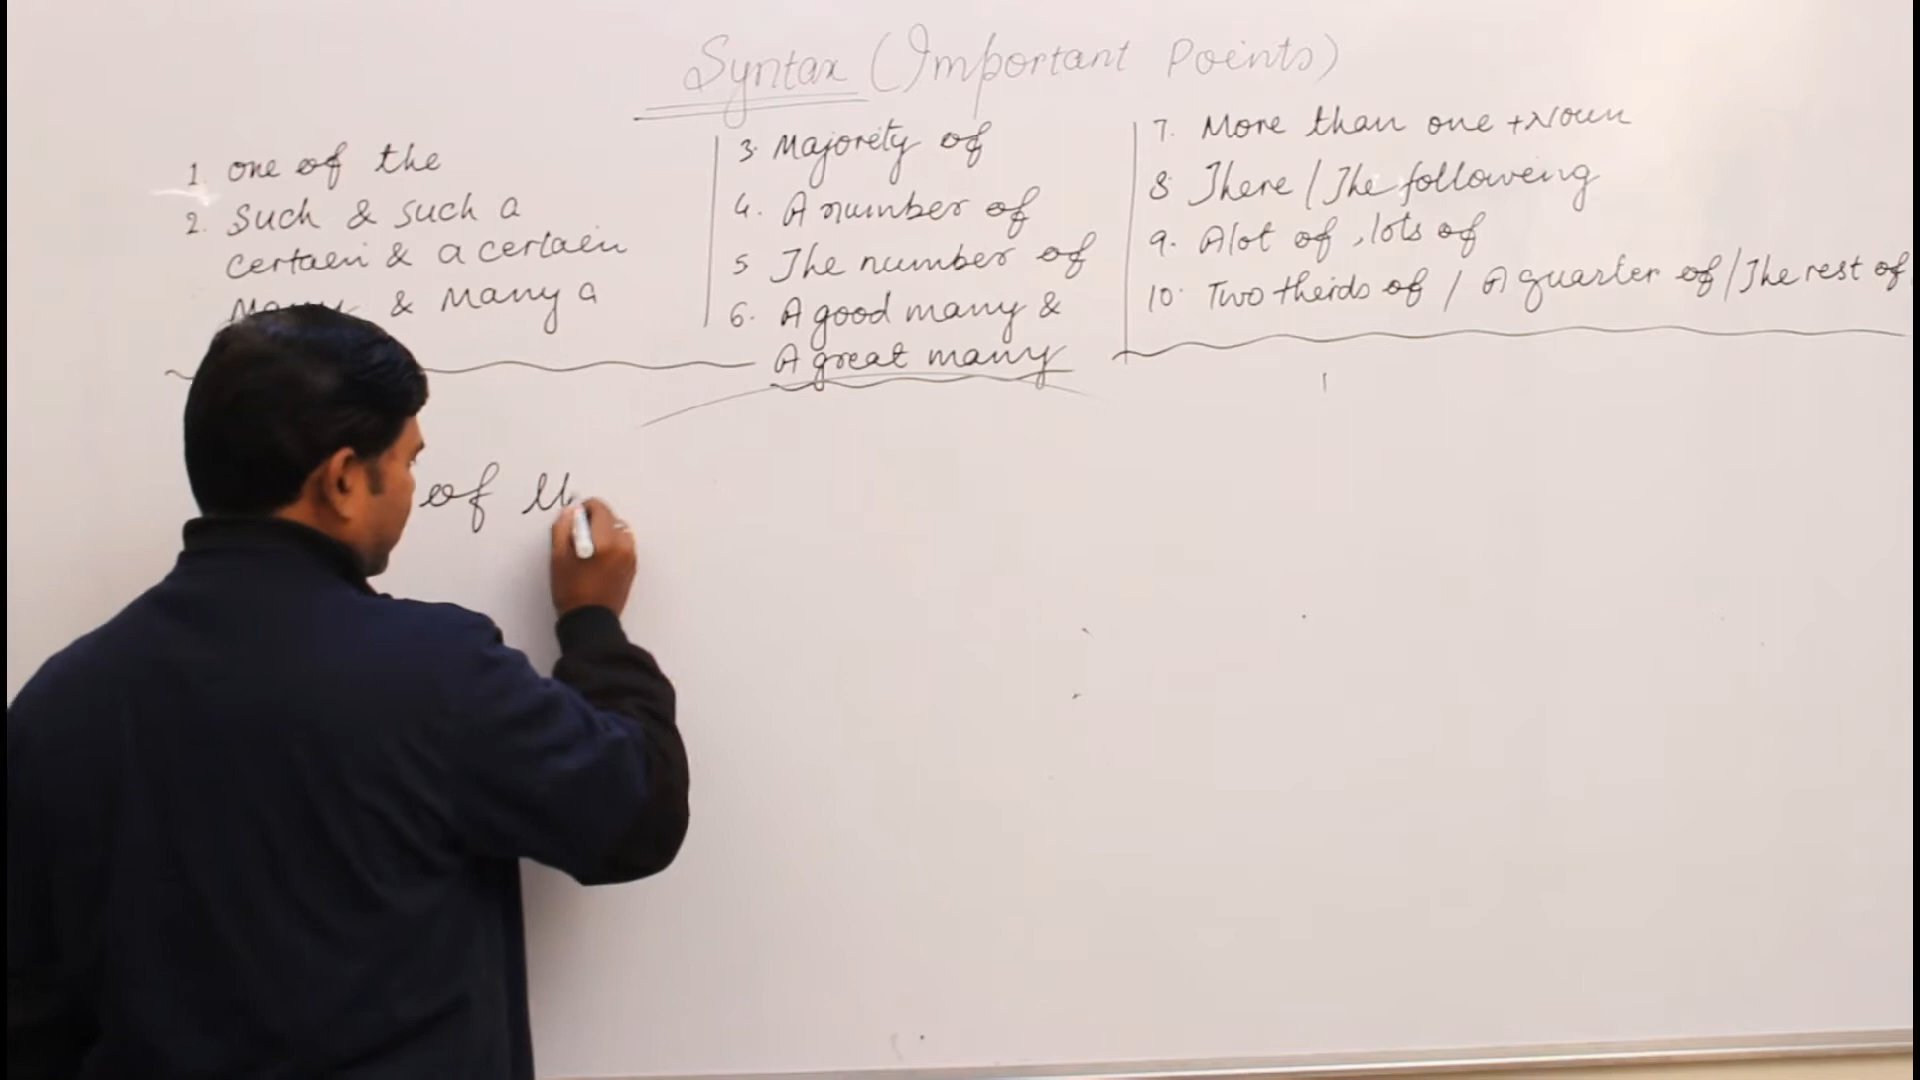 Syntax (Important Points)
1. one of the
2. Such & such a
certain & a certain
Many & Many a
3. Majority of
4. A number of
5 The number of
6. A good many &
A great many
7. More than one + Noun
8. There / The following
9. A lot of, lots of
10. Two thirds of / A quarter of / The rest of
of